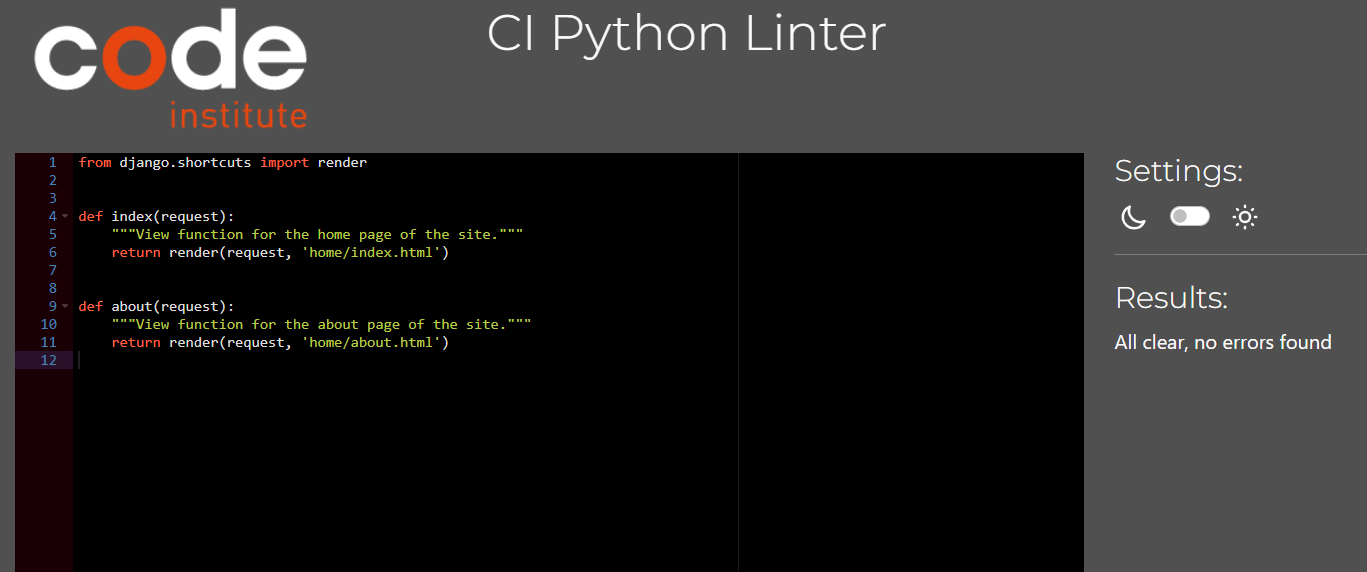 code
institute
CI Python Linter
1 from django.shortcuts import render
2
3
4 def index(request):
5     """View function for the home page of the site."""
6     return render(request, 'home/index.html')
7
8
9 def about(request):
10     """View function for the about page of the site."""
11     return render(request, 'home/about.html')
12
Settings:
Results:
All clear, no errors found